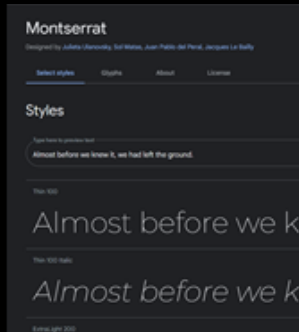 Montserrat
Designed by Julieta Ulanovsky, Sol Matas, Juan Pablo del Peral, Jacques Le Bailly
Select styles Glyphs About License
Styles
Type here to preview text
Almost before we knew it, we had left the ground.
Thin 100
Almost before we k
Thin 100 Italic
Almost before we k
ExtraLight 200